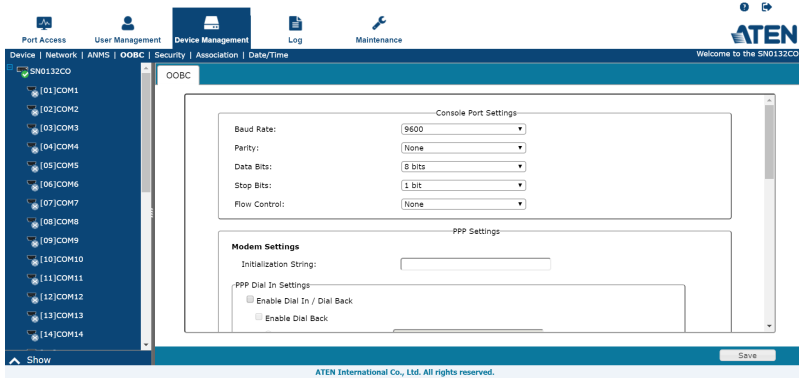 Port Access
User Management
Device Management
Log
Maintenance
ATEN
Device | Network | ANMS | OOBC | Security | Association | Date/Time
Welcome to the SN0132CO
SN0132CO
[01]COM1
[02]COM2
[03]COM3
[04]COM4
[05]COM5
[06]COM6
[07]COM7
[08]COM8
[09]COM9
[10]COM10
[11]COM11
[12]COM12
[13]COM13
[14]COM14
Show
OOBC
Console Port Settings
Baud Rate: 9600
Parity: None
Data Bits: 8 bits
Stop Bits: 1 bit
Flow Control: None
PPP Settings
Modem Settings
Initialization String:
PPP Dial In Settings
Enable Dial In / Dial Back
Enable Dial Back
Save
ATEN International Co., Ltd. All rights reserved.